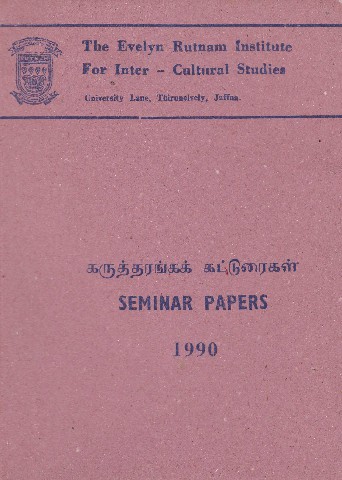 The Evelyn Rutnam Institute
For Inter - Cultural Studies
University Lane, Thirunelvely, Jaffna.
கருத்தரங்கக் கட்டுரைகள்
SEMINAR PAPERS
1990